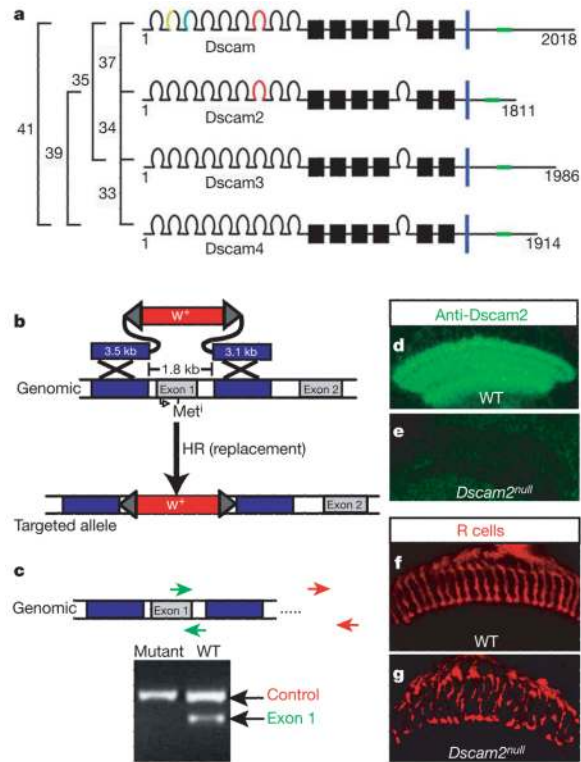 a
1 Dscam 2018
37
35
41
1 Dscam2 1811
34
39
1 Dscam3 1986
33
1 Dscam4 1914
b
W+
3.5 kb
3.1 kb
1.8 kb
Genomic
Exon 1
Exon 2
Metⁱ
HR (replacement)
W+
Exon 2
Targeted allele
c
Genomic
Exon 1
.....
Mutant WT
Control
Exon 1
Anti-Dscam2
d
WT
e
Dscam2null
R cells
f
WT
g
Dscam2null